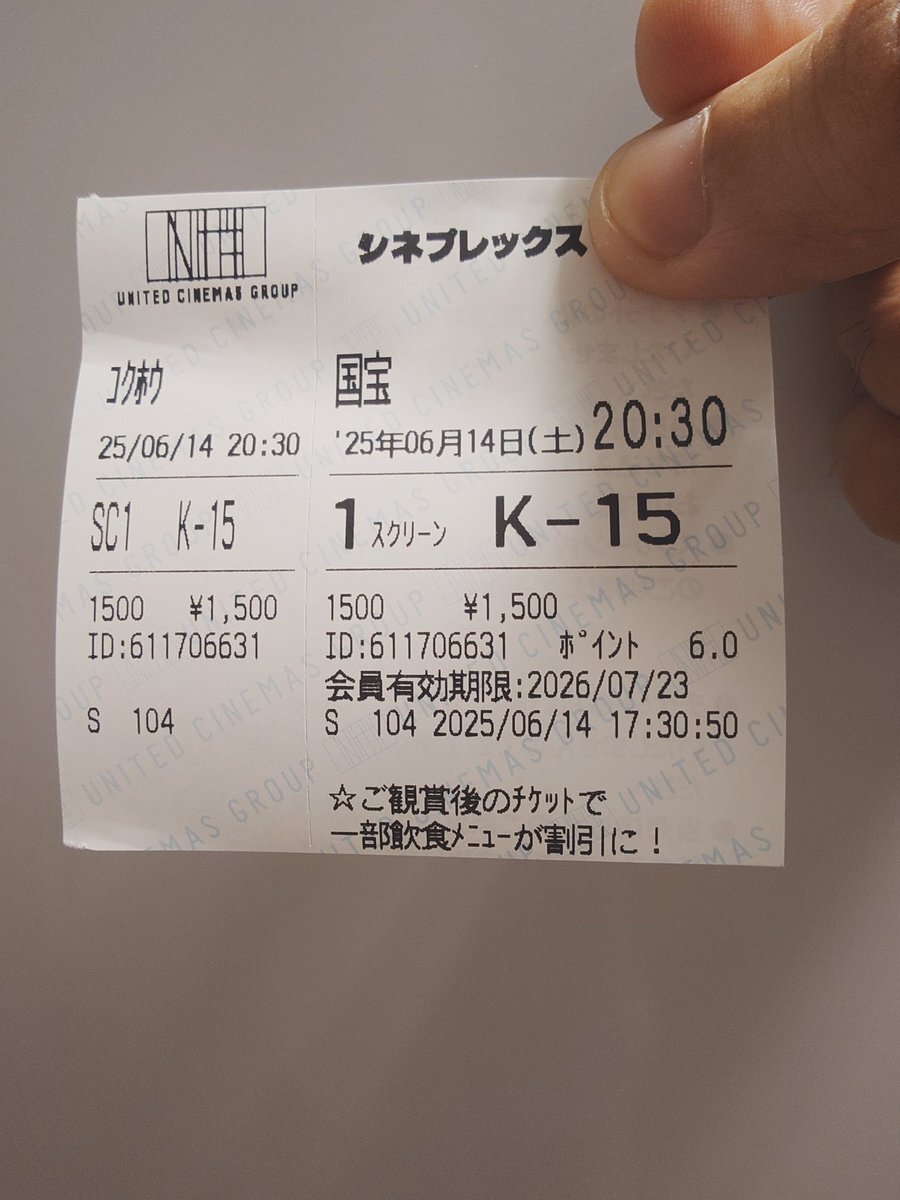 UNITED CINEMAS GROUP
コクホウ
25/06/14 20:30
SC1 K-15
1500 ¥1,500
ID:611706631
S 104
シネプレックス
国宝
'25年06月14日(土)20:30
1スクリーン K-15
1500 ¥1,500
ID:611706631 ポイント 6.0
会員有効期限:2026/07/23
S 104 2025/06/14 17:30:50
☆ご観賞後のチケットで
一部飲食メニューが割引に!